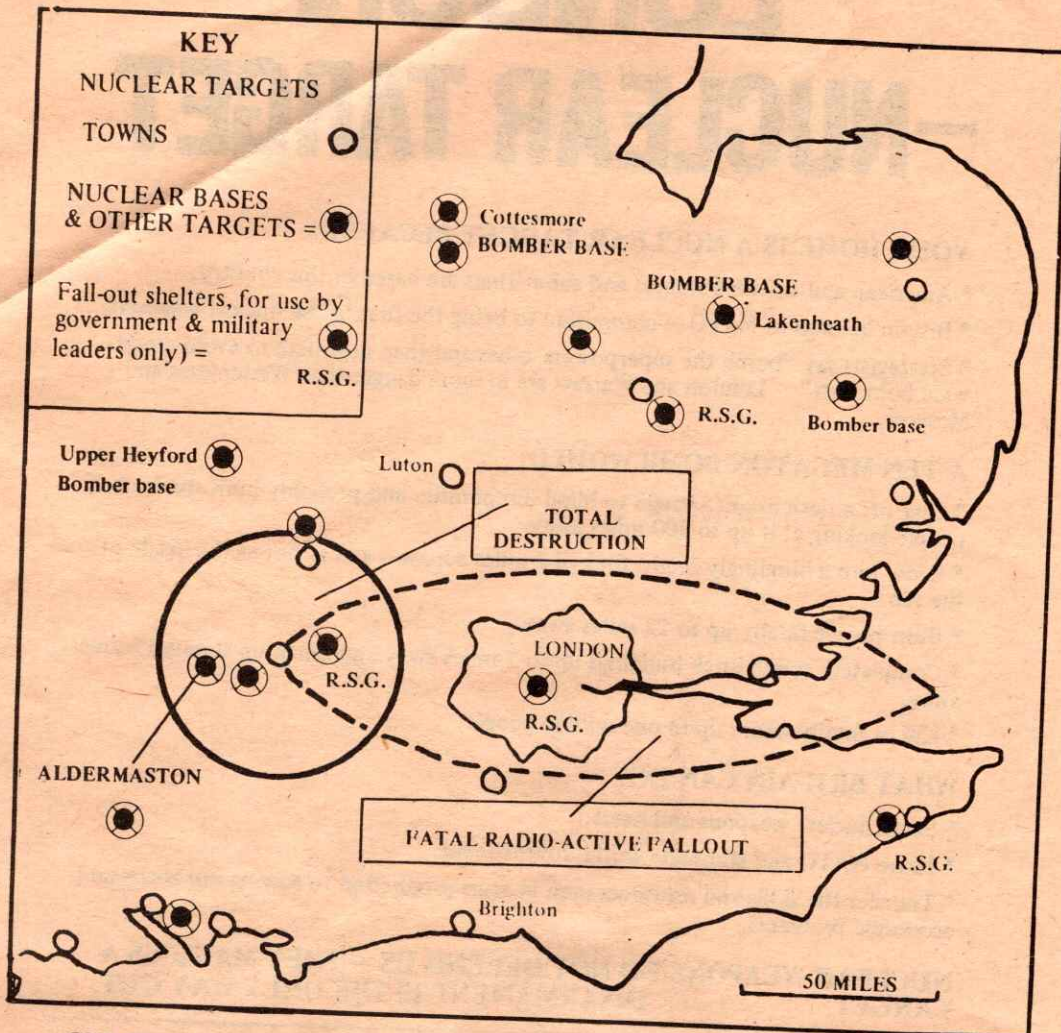 KEY
NUCLEAR TARGETS
TOWNS
NUCLEAR BASES
& OTHER TARGETS =
Fall-out shelters, for use by
government & military
leaders only) =
R.S.G.
Cottesmore
BOMBER BASE
BOMBER BASE
Lakenheath
R.S.G.
Bomber base
Upper Heyford
Bomber base
Luton
TOTAL
DESTRUCTION
R.S.G.
LONDON
R.S.G.
ALDERMASTON
FATAL RADIO-ACTIVE FALLOUT
R.S.G.
Brighton
50 MILES